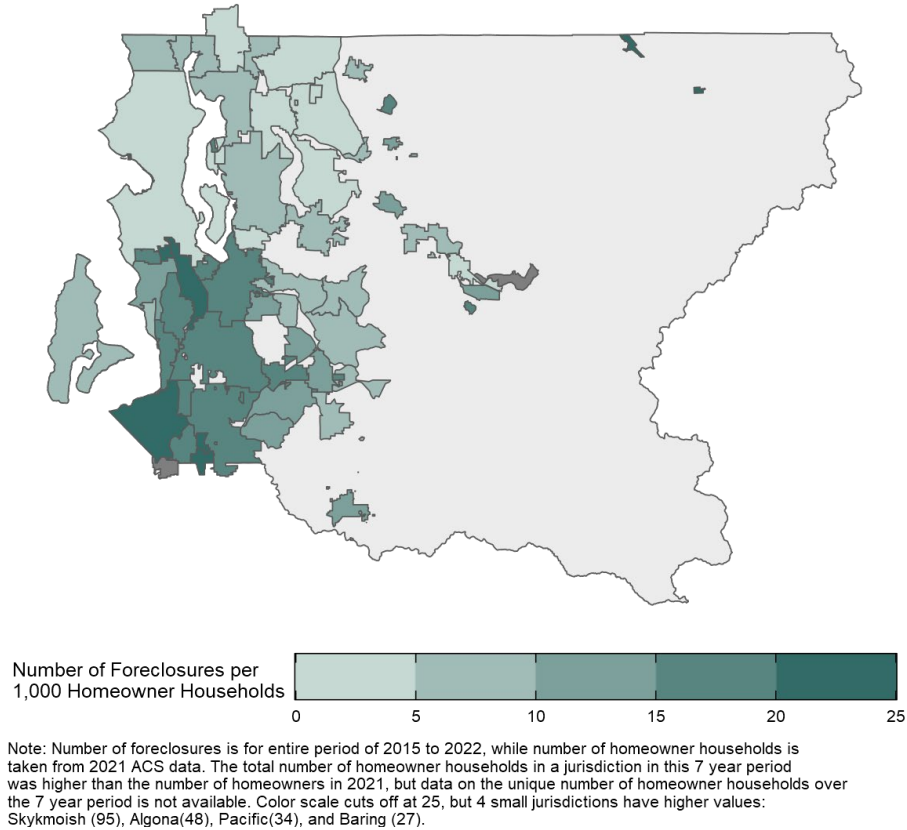 Number of Foreclosures per
1,000 Homeowner Households
0 5 10 15 20 25
Note: Number of foreclosures is for entire period of 2015 to 2022, while number of homeowner households is
taken from 2021 ACS data. The total number of homeowner households in a jurisdiction in this 7 year period
was higher than the number of homeowners in 2021, but data on the unique number of homeowner households over
the 7 year period is not available. Color scale cuts off at 25, but 4 small jurisdictions have higher values:
Skykmoish (95), Algona(48), Pacific(34), and Baring (27).